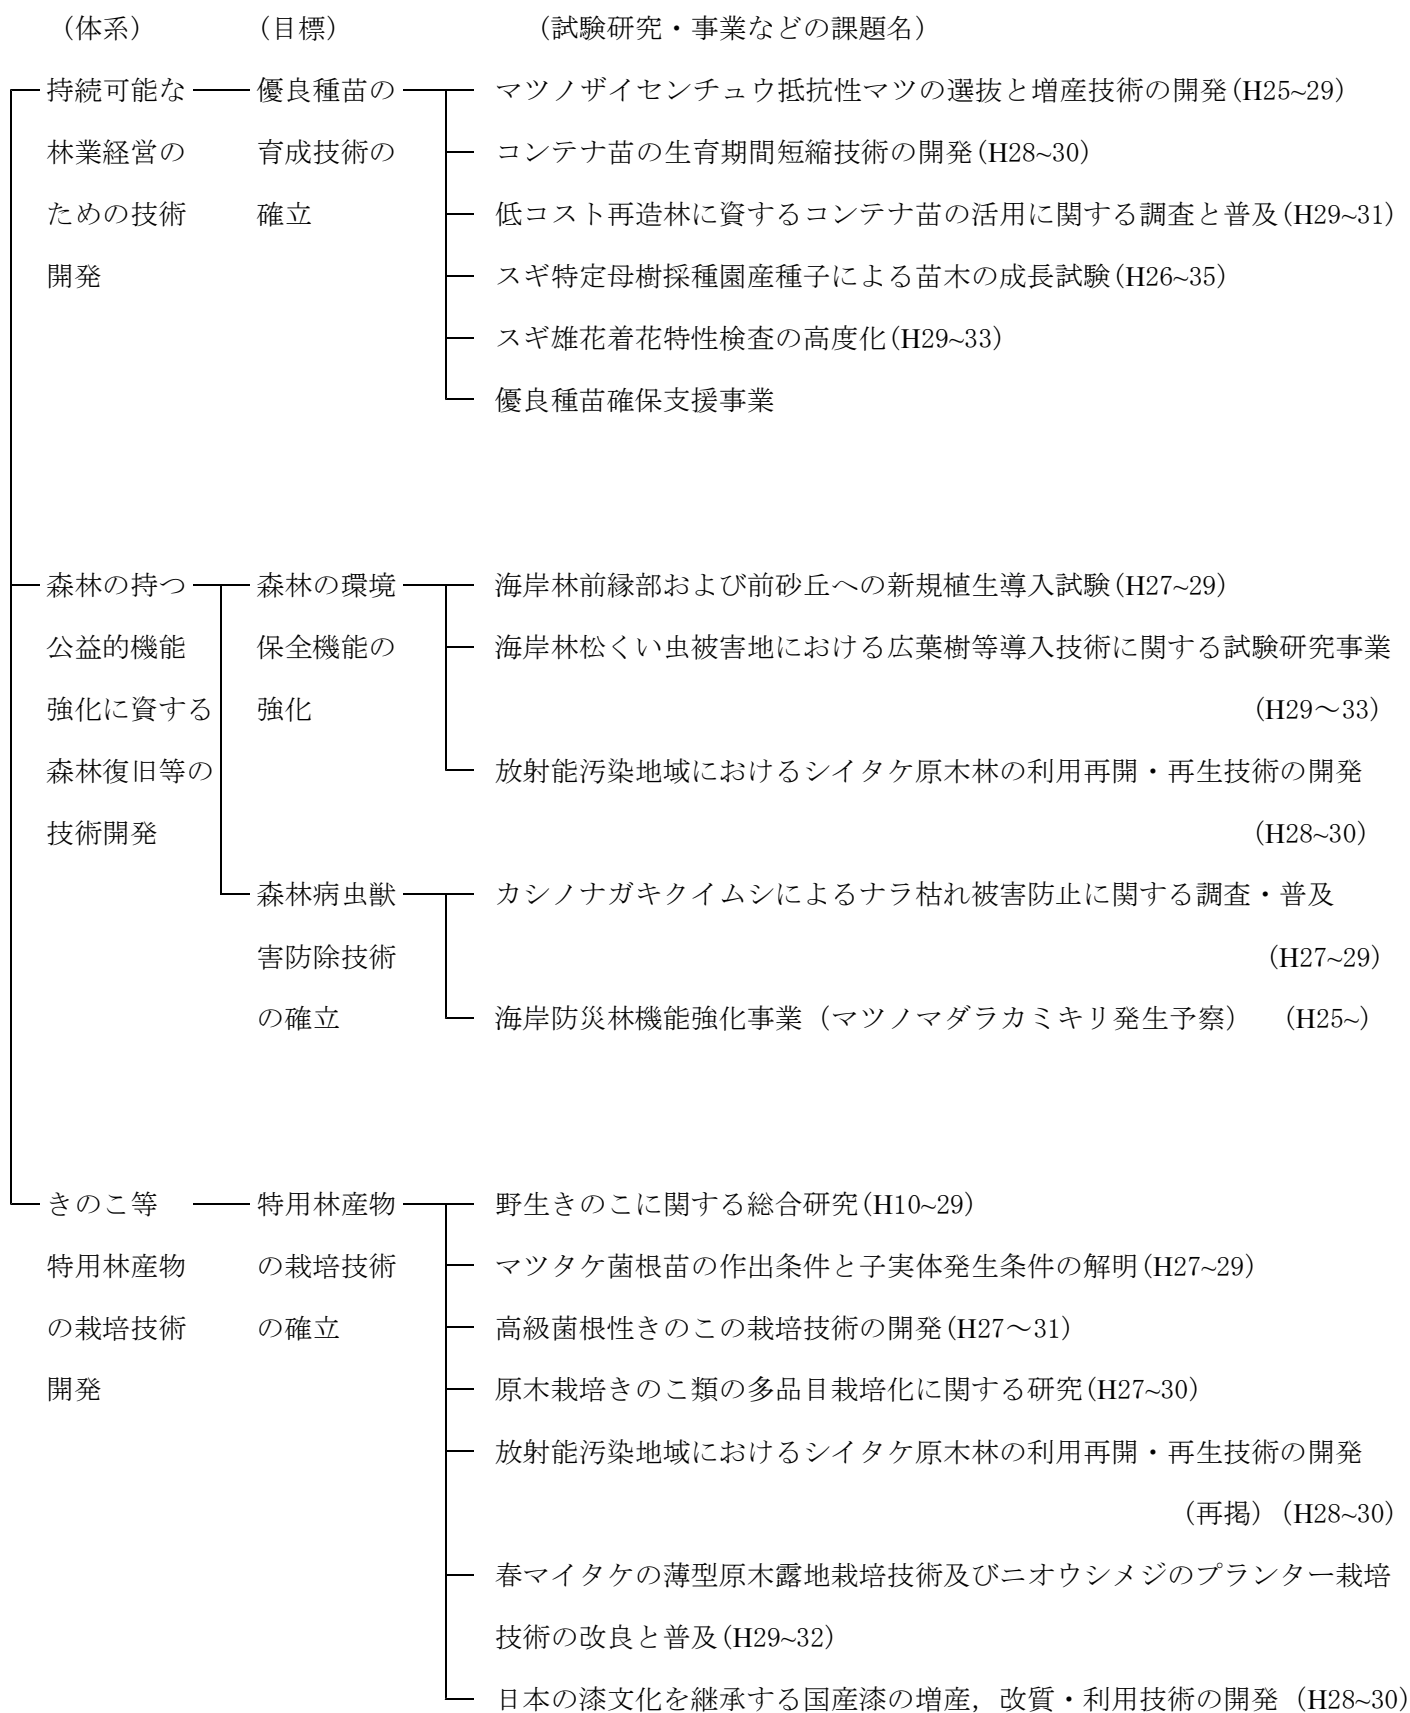 （体系） （目標） （試験研究・事業などの課題名）
持続可能な 優良種苗の マツノザイセンチュウ抵抗性マツの選抜と増産技術の開発(H25~29)
林業経営の 育成技術の コンテナ苗の生育期間短縮技術の開発(H28~30)
ための技術 確立 低コスト再造林に資するコンテナ苗の活用に関する調査と普及(H29~31)
開発 スギ特定母樹採種園産種子による苗木の成長試験(H26~35)
スギ雄花着花特性検査の高度化(H29~33)
優良種苗確保支援事業
森林の持つ 森林の環境 海岸林前縁部および前砂丘への新規植生導入試験(H27~29)
公益的機能 保全機能の 海岸林松くい虫被害地における広葉樹等導入技術に関する試験研究事業
強化に資する 強化 (H29～33)
森林復旧等の 放射能汚染地域におけるシイタケ原木林の利用再開・再生技術の開発
技術開発 (H28~30)
森林病虫獣 カシノナガキクイムシによるナラ枯れ被害防止に関する調査・普及
害防除技術 (H27~29)
の確立 海岸防災林機能強化事業（マツノマダラカミキリ発生予察） (H25~)
きのこ等 特用林産物 野生きのこに関する総合研究(H10~29)
特用林産物 の栽培技術 マツタケ菌根苗の作出条件と子実体発生条件の解明(H27~29)
の栽培技術 の確立 高級菌根性きのこの栽培技術の開発(H27～31)
開発 原木栽培きのこ類の多品目栽培化に関する研究(H27~30)
放射能汚染地域におけるシイタケ原木林の利用再開・再生技術の開発
（再掲）(H28~30)
春マイタケの薄型原木露地栽培技術及びニオウシメジのプランター栽培
技術の改良と普及(H29~32)
日本の漆文化を継承する国産漆の増産，改質・利用技術の開発 (H28~30)